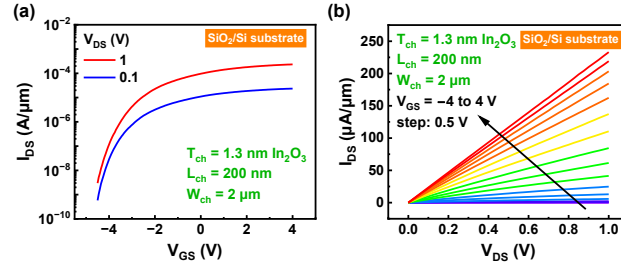 (a)
SiO₂/Si substrate
V_DS (V)
1
0.1
T_ch = 1.3 nm In₂O₃
L_ch = 200 nm
W_ch = 2 μm
10⁻²
10⁻⁴
10⁻⁶
10⁻⁸
10⁻¹⁰
I_DS (A/μm)
−4 −2 0 2 4
V_GS (V)
(b)
T_ch = 1.3 nm In₂O₃
SiO₂/Si substrate
L_ch = 200 nm
W_ch = 2 μm
V_GS = −4 to 4 V
step: 0.5 V
250
200
150
100
50
0
I_DS (μA/μm)
0.0 0.2 0.4 0.6 0.8 1.0
V_DS (V)